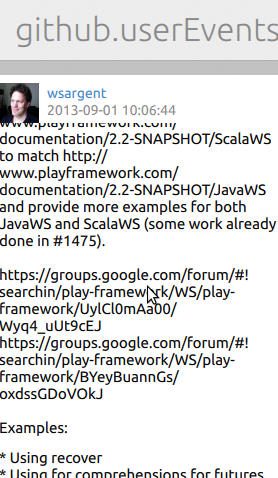 github.userEvents
wsargent
2013-09-01 10:06:44
www.playframework.com/
documentation/2.2-SNAPSHOT/ScalaWS
to match http://
www.playframework.com/
documentation/2.2-SNAPSHOT/JavaWS
and provide more examples for both
JavaWS and ScalaWS (some work already
done in #1475).
https://groups.google.com/forum/#!
searchin/play-framework/WS/play-
framework/UylCl0mAa00/
Wyq4_uUt9cEJ
https://groups.google.com/forum/#!
searchin/play-framework/WS/play-
framework/BYeyBuannGs/
oxdssGDoVOkJ
Examples:
* Using recover
* Using for comprehensions for futures